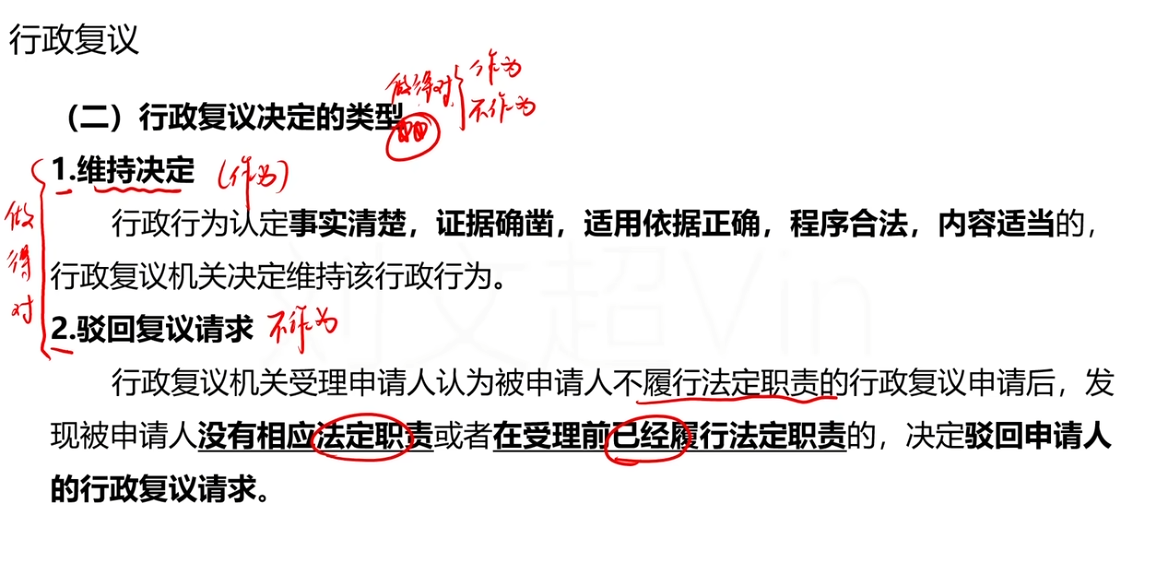 行政复议
做得对 作为
不作为
（二）行政复议决定的类型
1.维持决定 （作为）
行政行为认定事实清楚，证据确凿，适用依据正确，程序合法，内容适当的，
行政复议机关决定维持该行政行为。
做得对
2.驳回复议请求 不作为
行政复议机关受理申请人认为被申请人不履行法定职责的行政复议申请后，发
现被申请人没有相应法定职责或者在受理前已经履行法定职责的，决定驳回申请人
的行政复议请求。
刘文超Vin